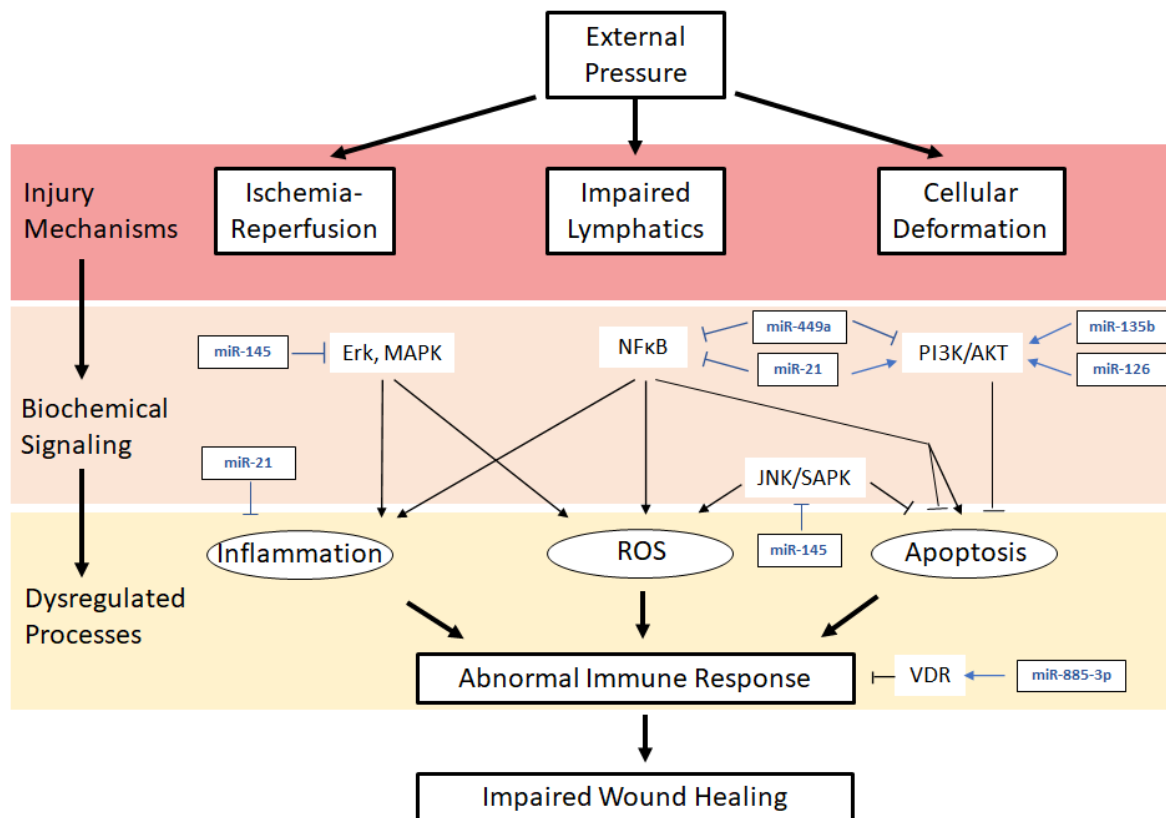 External
Pressure
Injury
Mechanisms
Ischemia-
Reperfusion
Impaired
Lymphatics
Cellular
Deformation
miR-145
Erk, MAPK
NFκB
miR-449a
miR-21
PI3K/AKT
miR-135b
miR-126
Biochemical
Signaling
miR-21
JNK/SAPK
miR-145
Inflammation
ROS
Apoptosis
Dysregulated
Processes
Abnormal Immune Response
VDR
miR-885-3p
Impaired Wound Healing